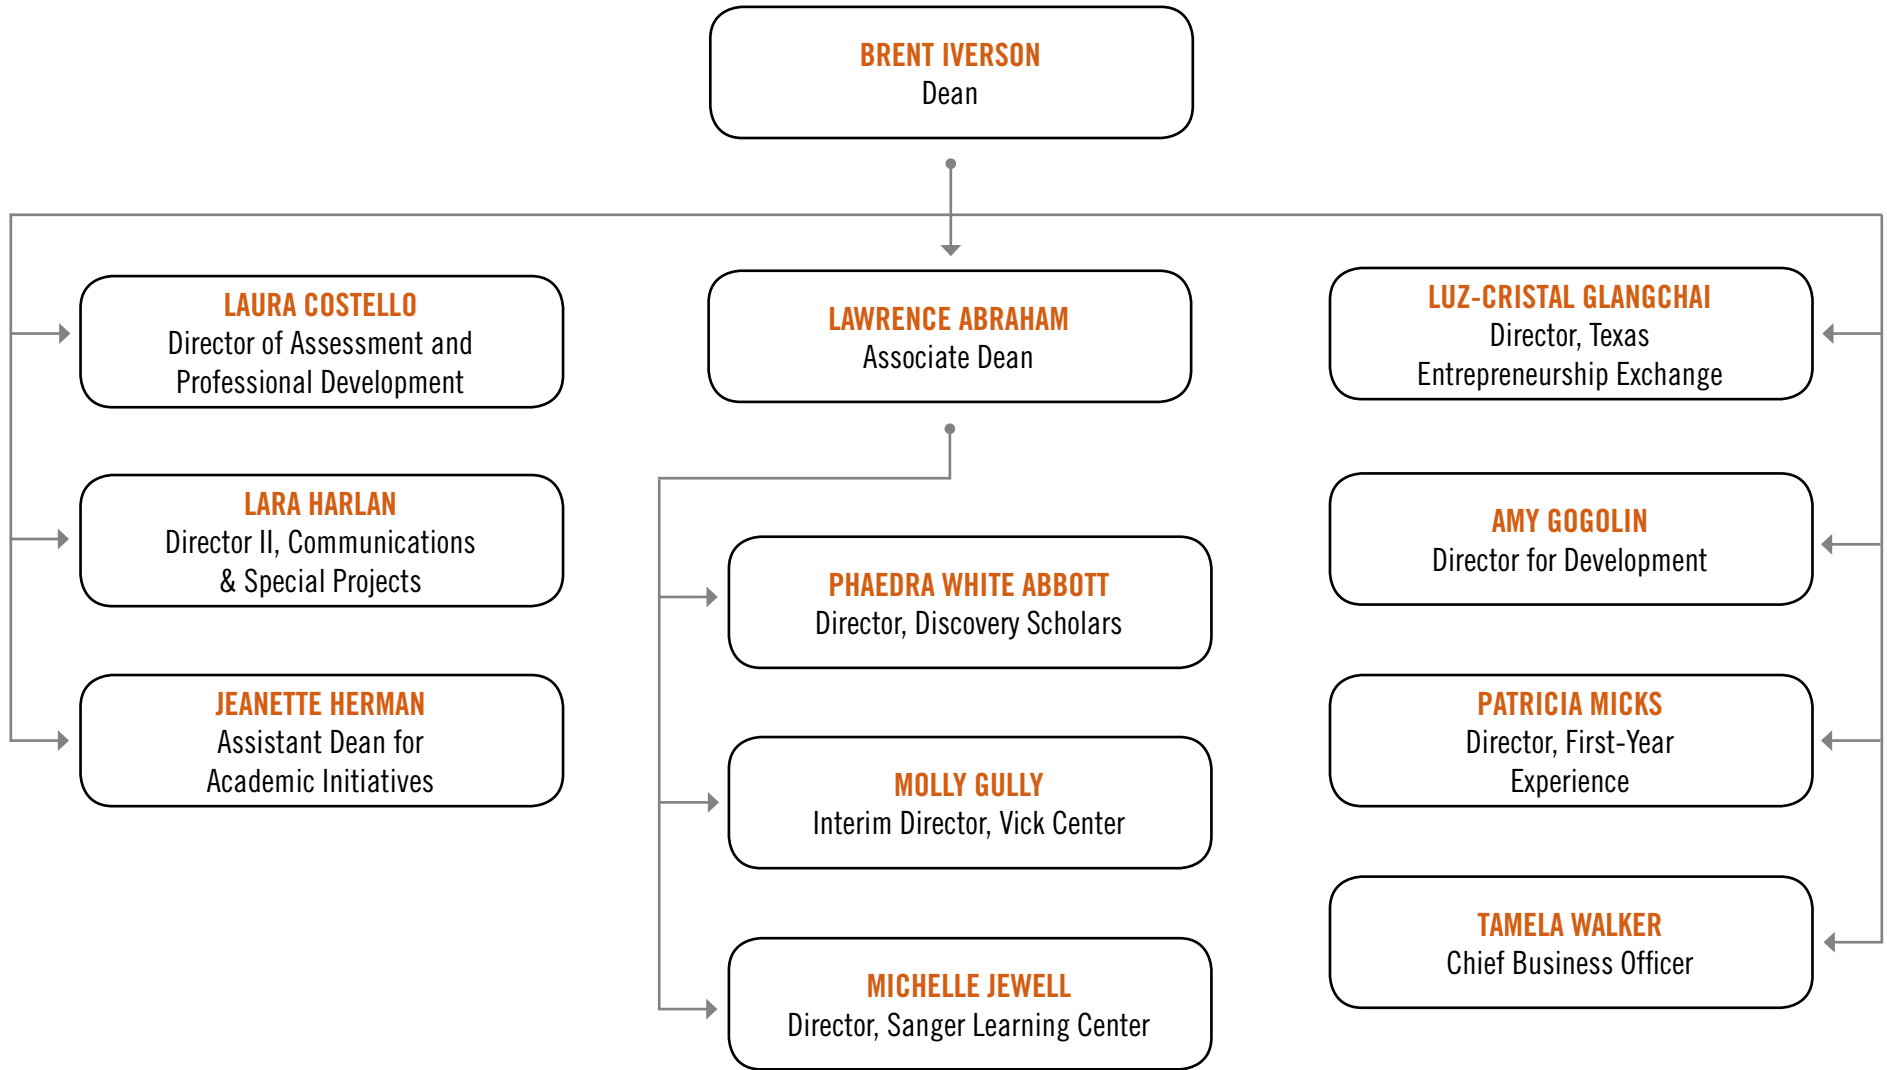 BRENT IVERSON
Dean
LAURA COSTELLO
Director of Assessment and
Professional Development
LARA HARLAN
Director II, Communications
& Special Projects
JEANETTE HERMAN
Assistant Dean for
Academic Initiatives
LAWRENCE ABRAHAM
Associate Dean
PHAEDRA WHITE ABBOTT
Director, Discovery Scholars
MOLLY GULLY
Interim Director, Vick Center
MICHELLE JEWELL
Director, Sanger Learning Center
LUZ-CRISTAL GLANGCHAI
Director, Texas
Entrepreneurship Exchange
AMY GOGOLIN
Director for Development
PATRICIA MICKS
Director, First-Year
Experience
TAMELA WALKER
Chief Business Officer